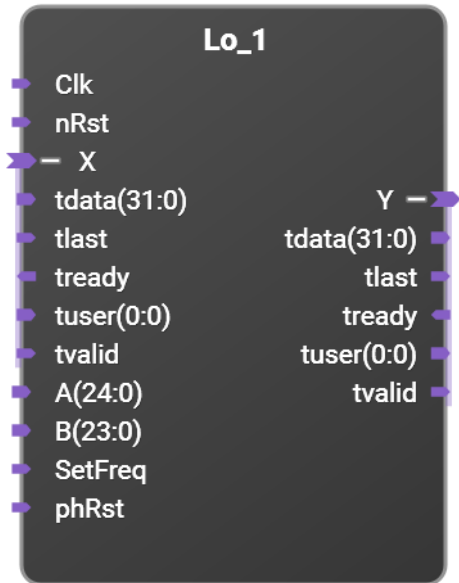 Lo_1
Clk
nRst
X
tdata(31:0)
tlast
tready
tuser(0:0)
tvalid
A(24:0)
B(23:0)
SetFreq
phRst
Y
tdata(31:0)
tlast
tready
tuser(0:0)
tvalid